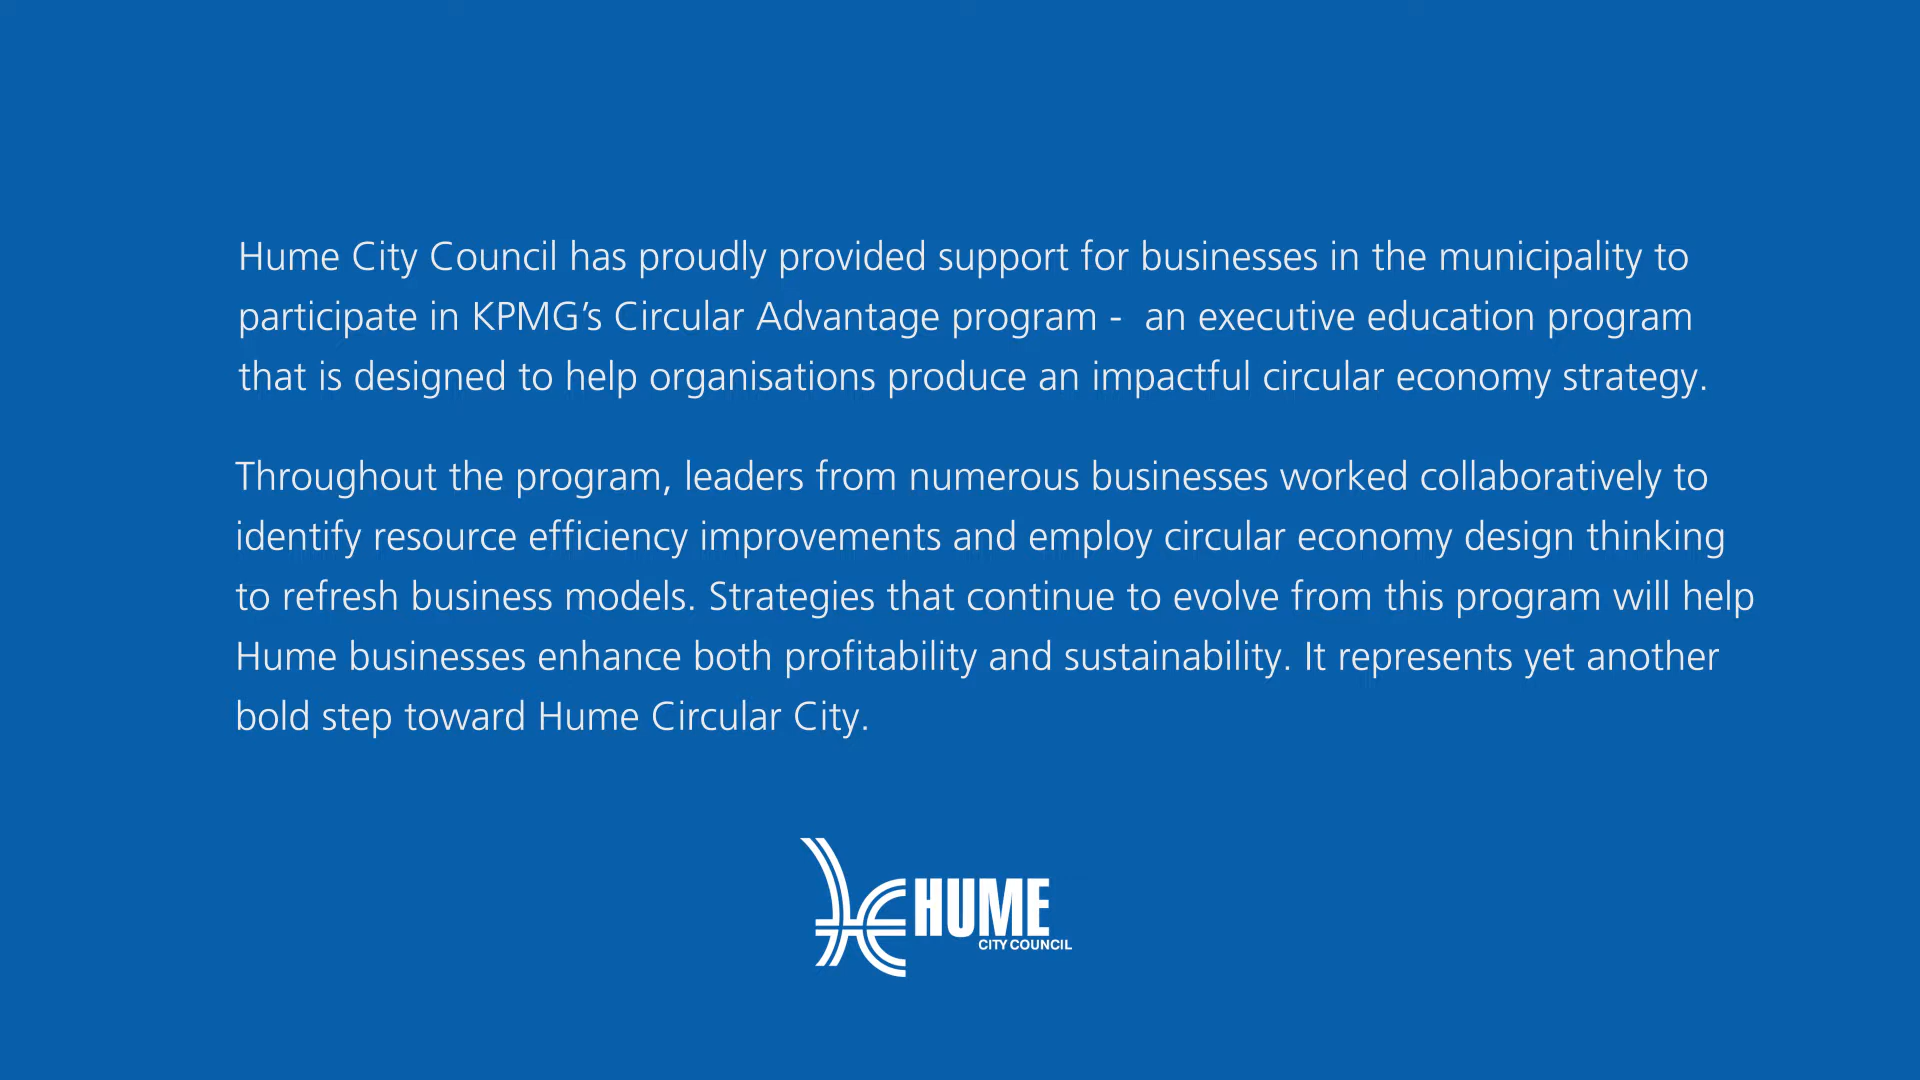 Hume City Council has proudly provided support for businesses in the municipality to
participate in KPMG’s Circular Advantage program -  an executive education program
that is designed to help organisations produce an impactful circular economy strategy.
Throughout the program, leaders from numerous businesses worked collaboratively to
identify resource efficiency improvements and employ circular economy design thinking
to refresh business models. Strategies that continue to evolve from this program will help
Hume businesses enhance both profitability and sustainability. It represents yet another
bold step toward Hume Circular City.
HUME
CITY COUNCIL